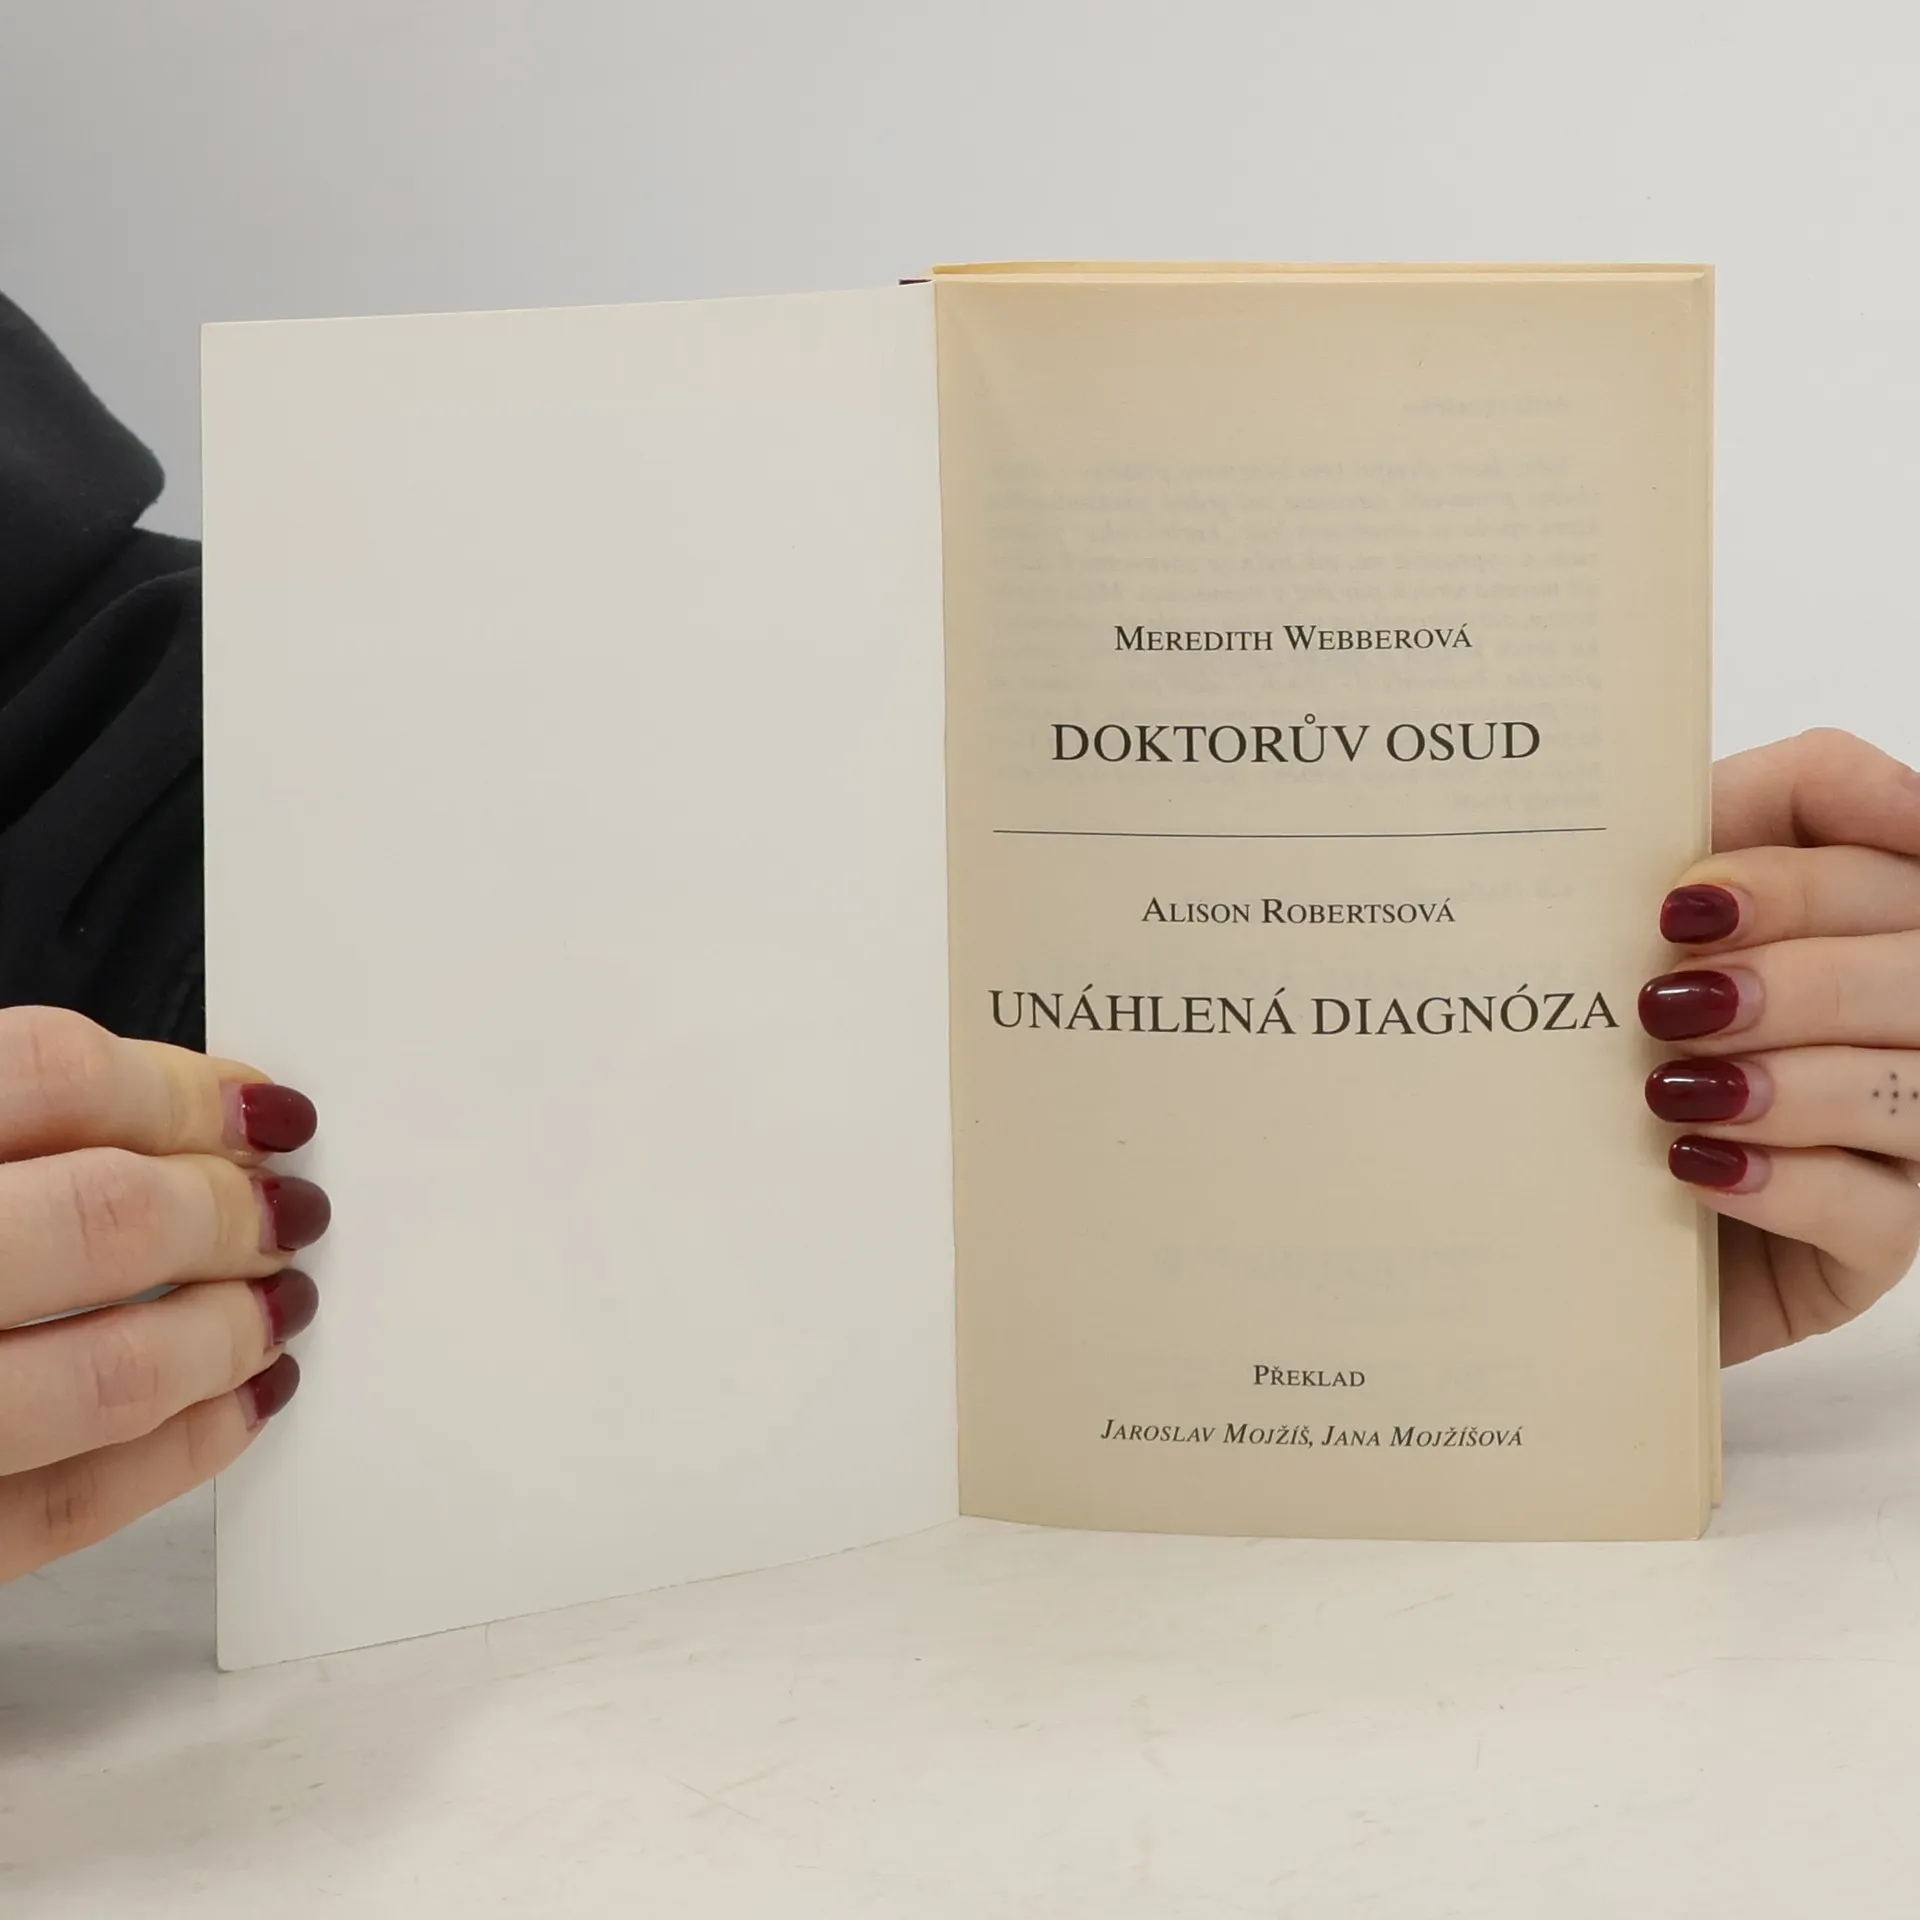 MEREDITH WEBBEROVÁ
DOKTORŮV OSUD
ALISON ROBERTSOVÁ
UNÁHLENÁ DIAGNÓZA
PŘEKLAD
JAROSLAV MOJŽÍŠ, JANA MOJŽÍŠOVÁ